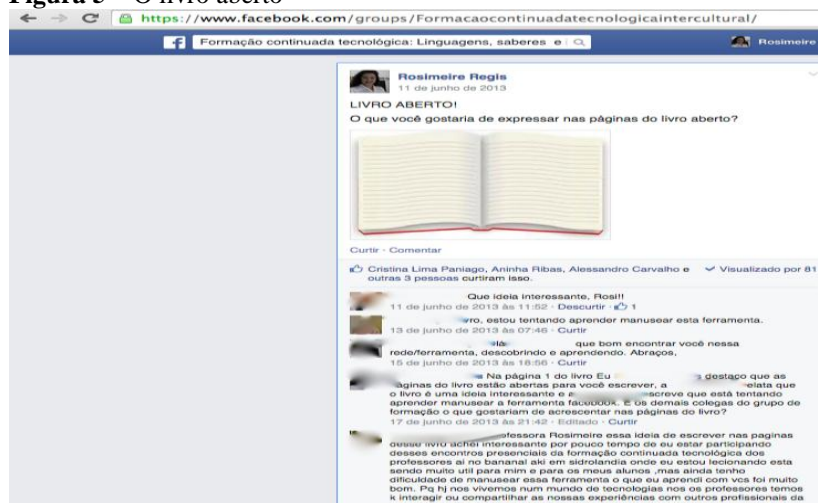 Figura 5 – O livro aberto
https://www.facebook.com/groups/Formacaocontinuadatecnologicaintercultural/
Formação continuada tecnológica: Linguagens, saberes e
Rosimeire
Rosimeire Regis
11 de junho de 2013
LIVRO ABERTO!
O que você gostaria de expressar nas páginas do livro aberto?
Curtir · Comentar
Cristina Lima Paniago, Aninha Ribas, Alessandro Carvalho e
outras 3 pessoas curtiram isso.
Visualizado por 81
Que ideia interessante, Rosi!!
11 de junho de 2013 às 11:52 · Descurtir · 1
estou tentando aprender manusear esta ferramenta.
13 de junho de 2013 às 07:46 · Curtir
que bom encontrar você nessa
rede/ferramenta, descobrindo e aprendendo. Abraços,
15 de junho de 2013 às 18:56 · Curtir
Na página 1 do livro Eu destaco que as
páginas do livro estão abertas para você escrever, a relata que
o livro é uma ideia interessante e a escreve que está tentando
aprender manusear a ferramenta facebook. E os demais colegas do grupo de
formação o que gostariam de acrescentar nas páginas do livro?
17 de junho de 2013 às 21:42 · Editado · Curtir
Rosimeire essa ideia de escrever nas paginas
desse livro achei interessante por pouco tempo de eu estar participando
desses encontros presenciais da formação continuada tecnológica dos
professores ai no bananal aki em sidrolandia onde eu estou lecionando esta
sendo muito util para mim e para os meus alunos ,mas ainda tenho
dificuldade de manusear essa ferramenta o que eu aprendi com vcs foi muito
bom. Pq hj nos vivemos num mundo de tecnologias nos os professores temos
k interagir ou compartilhar as nossas experiências com outros profissionais da